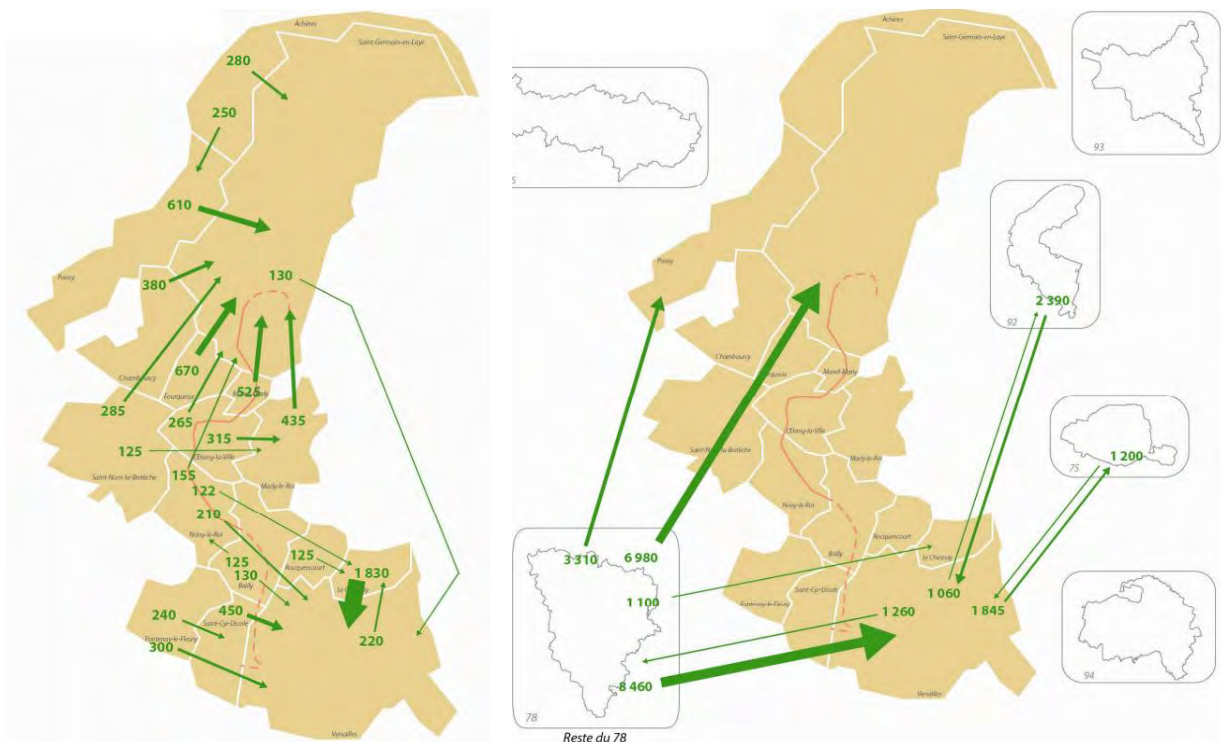 Achères
Saint-Germain-en-Laye
280
250
610
Poissy
380
130
670
Chambourcy
Fourqueux
525
285
265
435
315
125
155
L'Etang-la-Ville
Saint-Nom-la-Bretèche
122
Marly-le-Roi
210
Noisy-le-Roi
125
125
Rocquencourt
1 830
130
Bailly
240
450
Saint-Cyr-l'Ecole
Fontenay-le-Fleury
220
300
Versailles
Achères
Saint-Germain-en-Laye
93
Poissy
2 390
92
Chambourcy
Mareil-Marly
L'Etang-la-Ville
Saint-Nom-la-Bretèche
Marly-le-Roi
1 200
75
Noisy-le-Roi
Rocquencourt
Le Chesnay
Bailly
3 310
6 980
1 100
Saint-Cyr-l'Ecole
Fontenay-le-Fleury
1 060
1 845
1 260
8 460
Versailles
94
78
Reste du 78